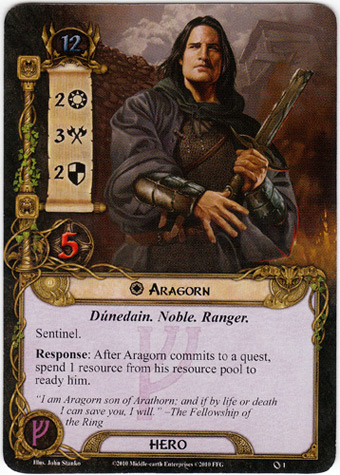 12
2
3
2
5
Aragorn
Dúnedain. Noble. Ranger.
Sentinel.
Response: After Aragorn commits to a quest,
spend 1 resource from his resource pool to
ready him.
"I am Aragorn son of Arathorn; and if by life or death
I can save you, I will." –The Fellowship of
the Ring
HERO
Illus. John Stanko
©2010 Middle-earth Enterprises ©2010 FFG
1